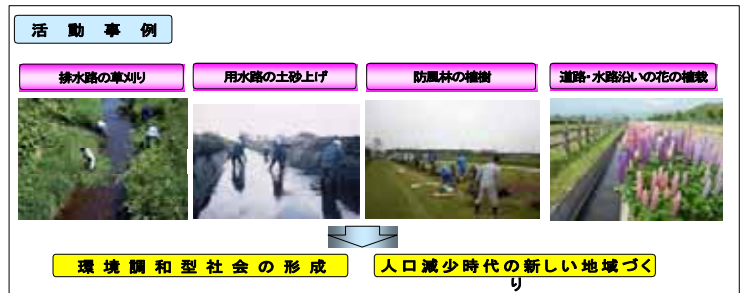 活動事例
排水路の草刈り
用水路の土砂上げ
防風林の植樹
道路・水路沿いの花の植栽
環境調和型社会の形成
人口減少時代の新しい地域づく
り